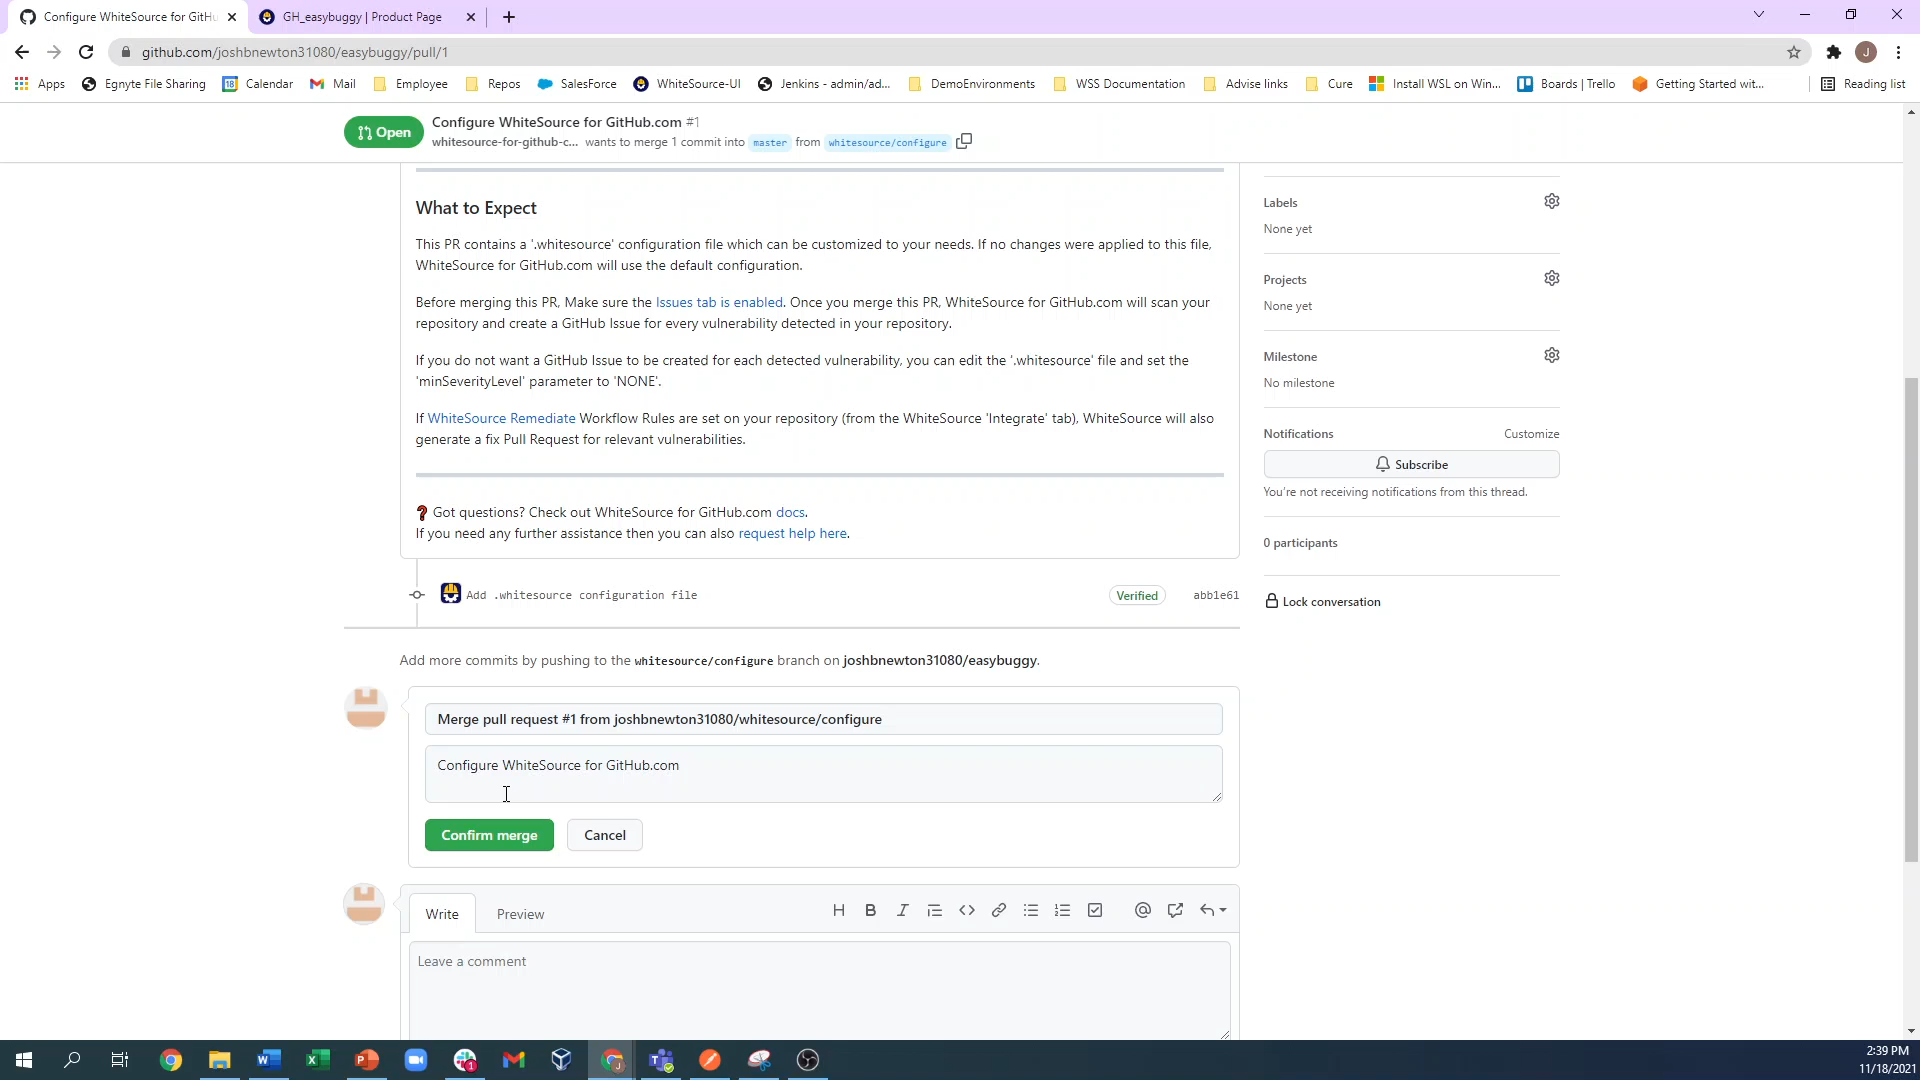 Configure WhiteSource for GitHu
GH_easybuggy | Product Page
github.com/joshbnewton31080/easybuggy/pull/1
J
Apps
Egnyte File Sharing
18
Calendar
Mail
Employee
Repos
SalesForce
WhiteSource-UI
Jenkins - admin/ad...
DemoEnvironments
WSS Documentation
Advise links
Cure
Install WSL on Win...
Boards | Trello
Getting Started wit...
Reading list
Open
Configure WhiteSource for GitHub.com #1
whitesource-for-github-c... wants to merge 1 commit into master from whitesource/configure
What to Expect
This PR contains a '.whitesource' configuration file which can be customized to your needs. If no changes were applied to this file,
WhiteSource for GitHub.com will use the default configuration.
Before merging this PR, Make sure the Issues tab is enabled. Once you merge this PR, WhiteSource for GitHub.com will scan your
repository and create a GitHub Issue for every vulnerability detected in your repository.
If you do not want a GitHub Issue to be created for each detected vulnerability, you can edit the '.whitesource' file and set the
'minSeverityLevel' parameter to 'NONE'.
If WhiteSource Remediate Workflow Rules are set on your repository (from the WhiteSource 'Integrate' tab), WhiteSource will also
generate a fix Pull Request for relevant vulnerabilities.
❓ Got questions? Check out WhiteSource for GitHub.com docs.
If you need any further assistance then you can also request help here.
Add .whitesource configuration file
Verified
abb1e61
Add more commits by pushing to the whitesource/configure branch on joshbnewton31080/easybuggy.
Merge pull request #1 from joshbnewton31080/whitesource/configure
Configure WhiteSource for GitHub.com
Confirm merge
Cancel
Write
Preview
H B I
Leave a comment
Labels
None yet
Projects
None yet
Milestone
No milestone
Notifications
Customize
Subscribe
You're not receiving notifications from this thread.
0 participants
Lock conversation
2:39 PM
11/18/2021